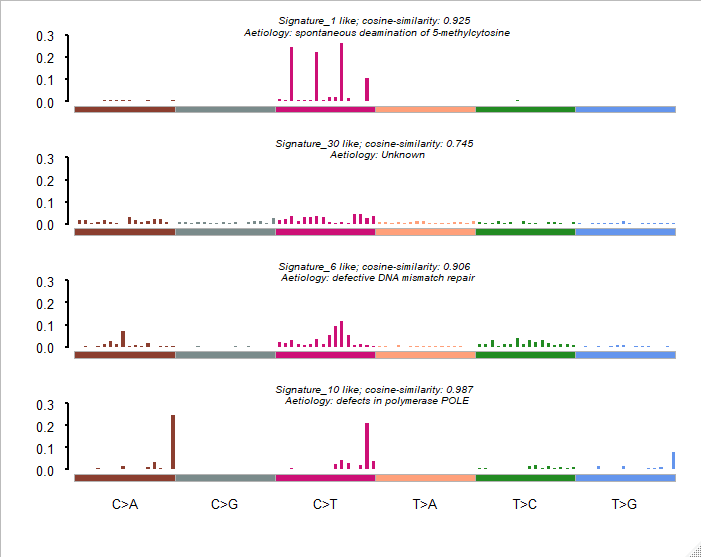 Signature_1 like; cosine-similarity: 0.925
Aetiology: spontaneous deamination of 5-methylcytosine
0.3
0.2
0.1
0.0
Signature_30 like; cosine-similarity: 0.745
Aetiology: Unknown
0.3
0.2
0.1
0.0
Signature_6 like; cosine-similarity: 0.906
Aetiology: defective DNA mismatch repair
0.3
0.2
0.1
0.0
Signature_10 like; cosine-similarity: 0.987
Aetiology: defects in polymerase POLE
0.3
0.2
0.1
0.0
C>A C>G C>T T>A T>C T>G